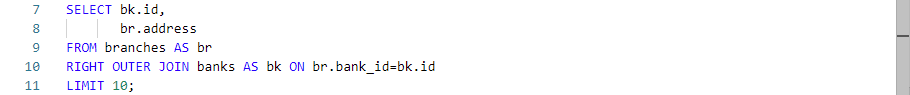 7 SELECT bk.id,
8 br.address
9 FROM branches AS br
10 RIGHT OUTER JOIN banks AS bk ON br.bank_id=bk.id
11 LIMIT 10;